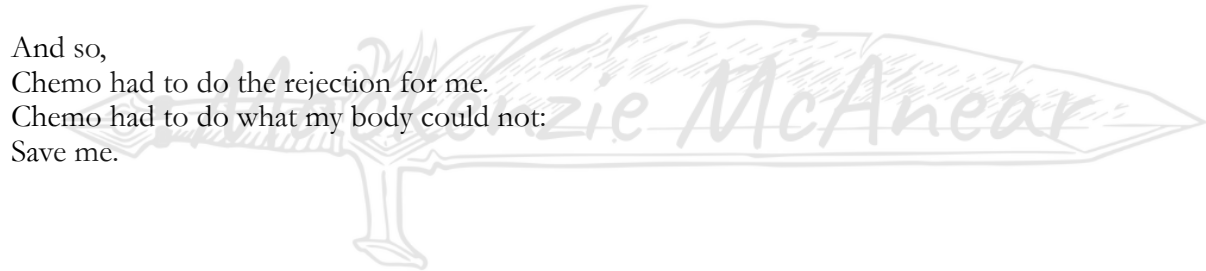 And so,
Chemo had to do the rejection for me.
Chemo had to do what my body could not:
Save me.
Mackenzie McAnear